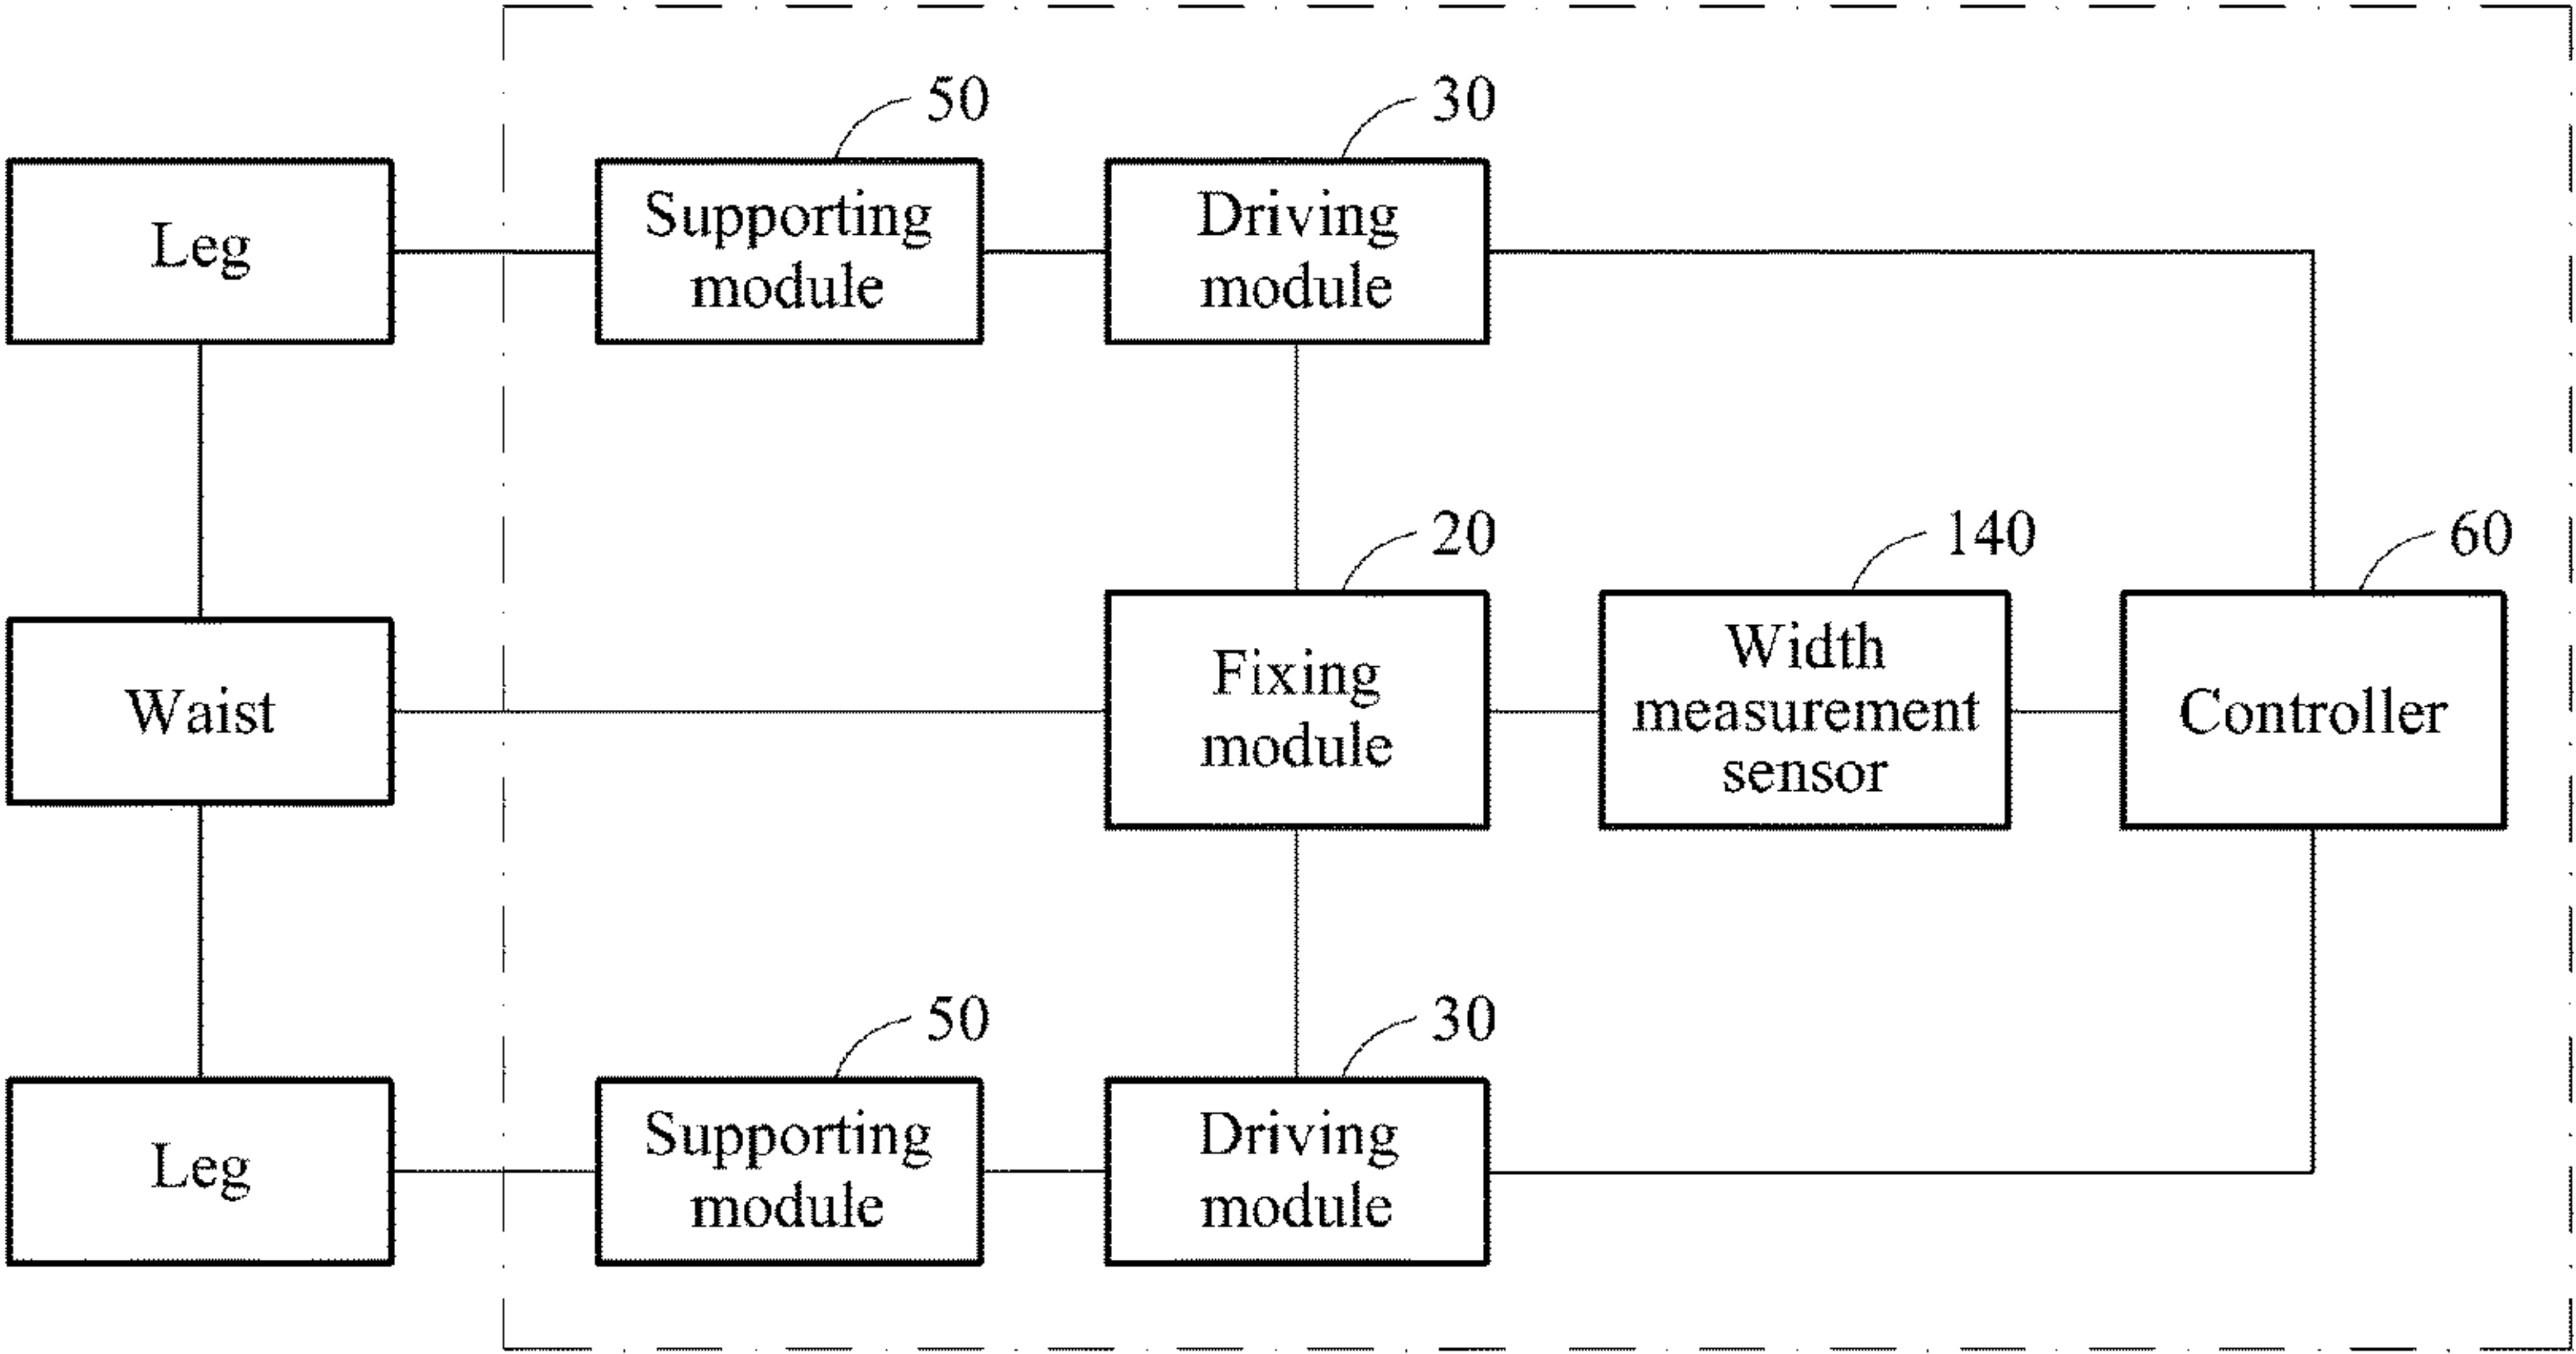 50
30
Leg
Supporting
module
Driving
module
20
140
60
Waist
Fixing
module
Width
measurement
sensor
Controller
50
30
Leg
Supporting
module
Driving
module